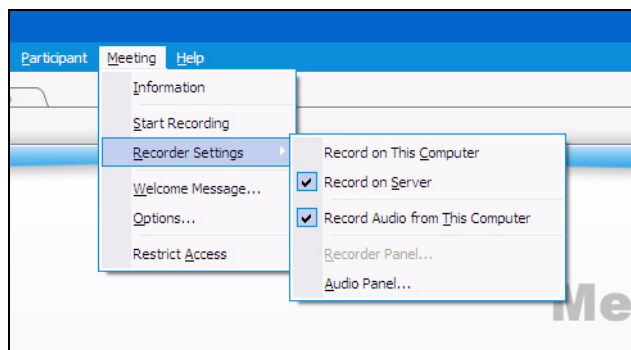 Participant Meeting Help
Information
Start Recording
Recorder Settings
Welcome Message...
Options...
Restrict Access
Record on This Computer
Record on Server
Record Audio from This Computer
Recorder Panel...
Audio Panel...
Me